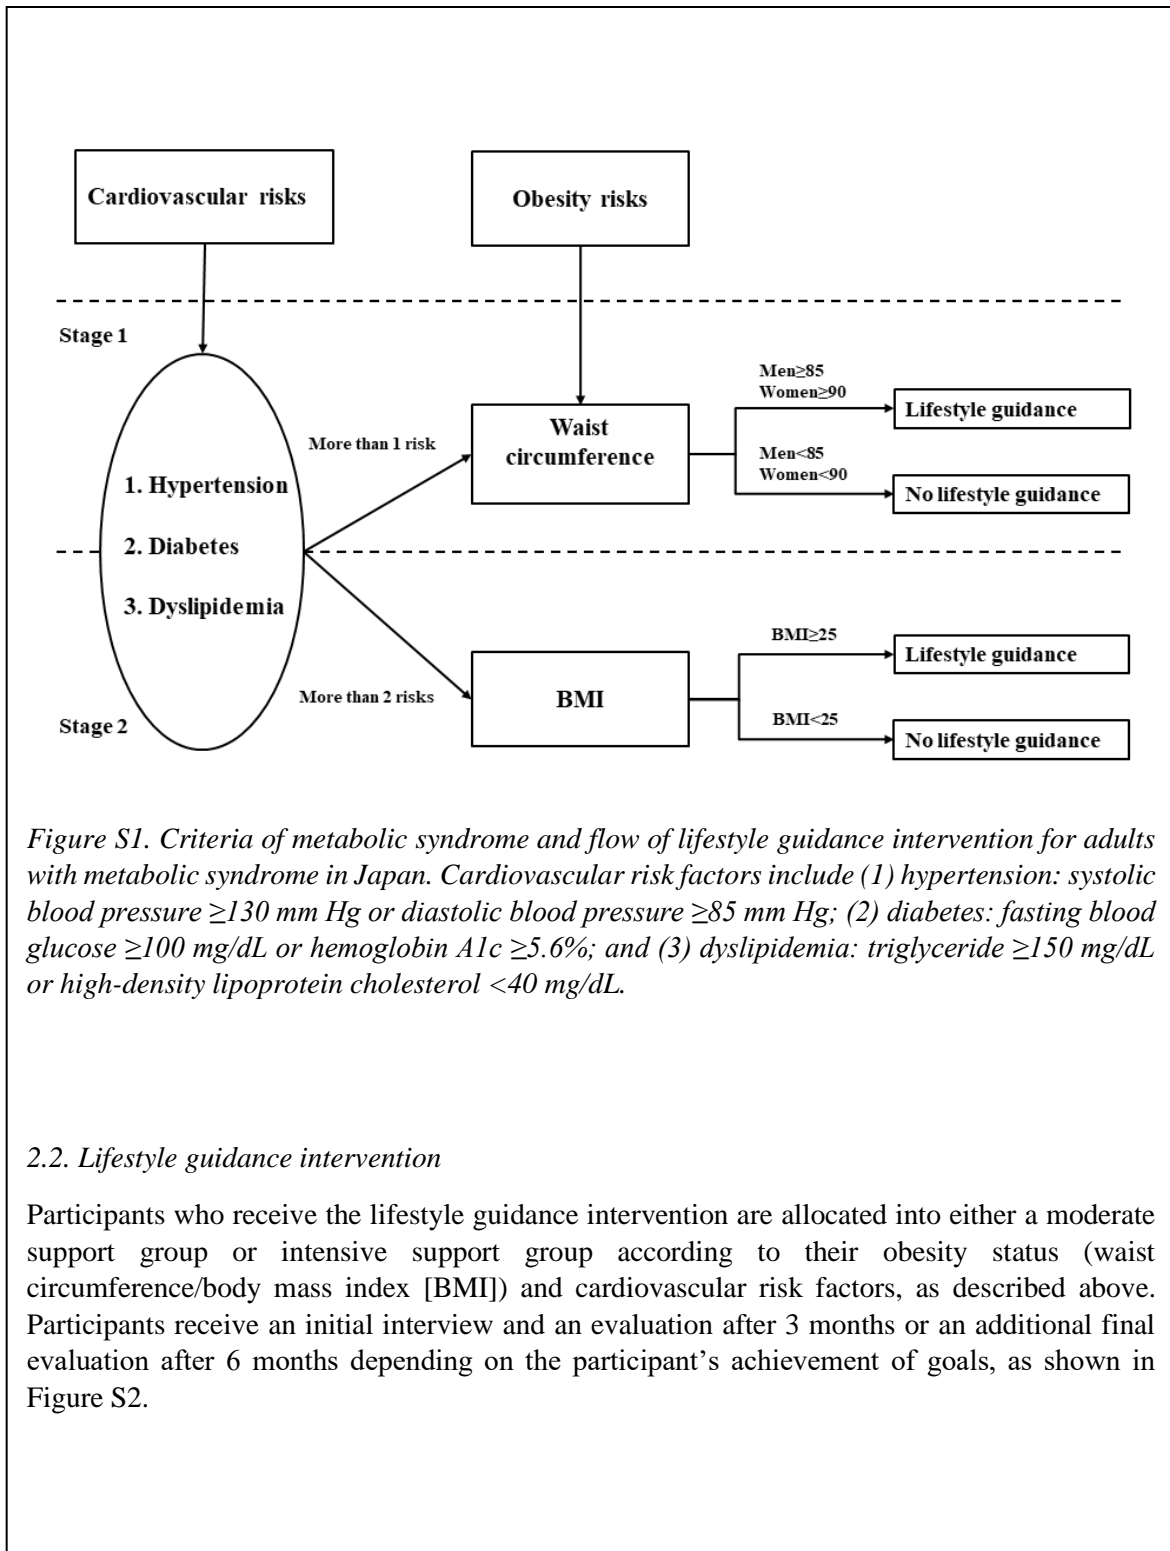 Cardiovascular risks
Obesity risks
Stage 1
Men≥85
Women≥90
Lifestyle guidance
More than 1 risk
Waist
circumference
Men<85
Women<90
No lifestyle guidance
1. Hypertension
2. Diabetes
3. Dyslipidemia
BMI≥25
Lifestyle guidance
More than 2 risks
BMI
Stage 2
BMI<25
No lifestyle guidance
Figure S1. Criteria of metabolic syndrome and flow of lifestyle guidance intervention for adults
with metabolic syndrome in Japan. Cardiovascular risk factors include (1) hypertension: systolic
blood pressure ≥130 mm Hg or diastolic blood pressure ≥85 mm Hg; (2) diabetes: fasting blood
glucose ≥100 mg/dL or hemoglobin A1c ≥5.6%; and (3) dyslipidemia: triglyceride ≥150 mg/dL
or high-density lipoprotein cholesterol <40 mg/dL.
2.2. Lifestyle guidance intervention
Participants who receive the lifestyle guidance intervention are allocated into either a moderate
support group or intensive support group according to their obesity status (waist
circumference/body mass index [BMI]) and cardiovascular risk factors, as described above.
Participants receive an initial interview and an evaluation after 3 months or an additional final
evaluation after 6 months depending on the participant's achievement of goals, as shown in
Figure S2.